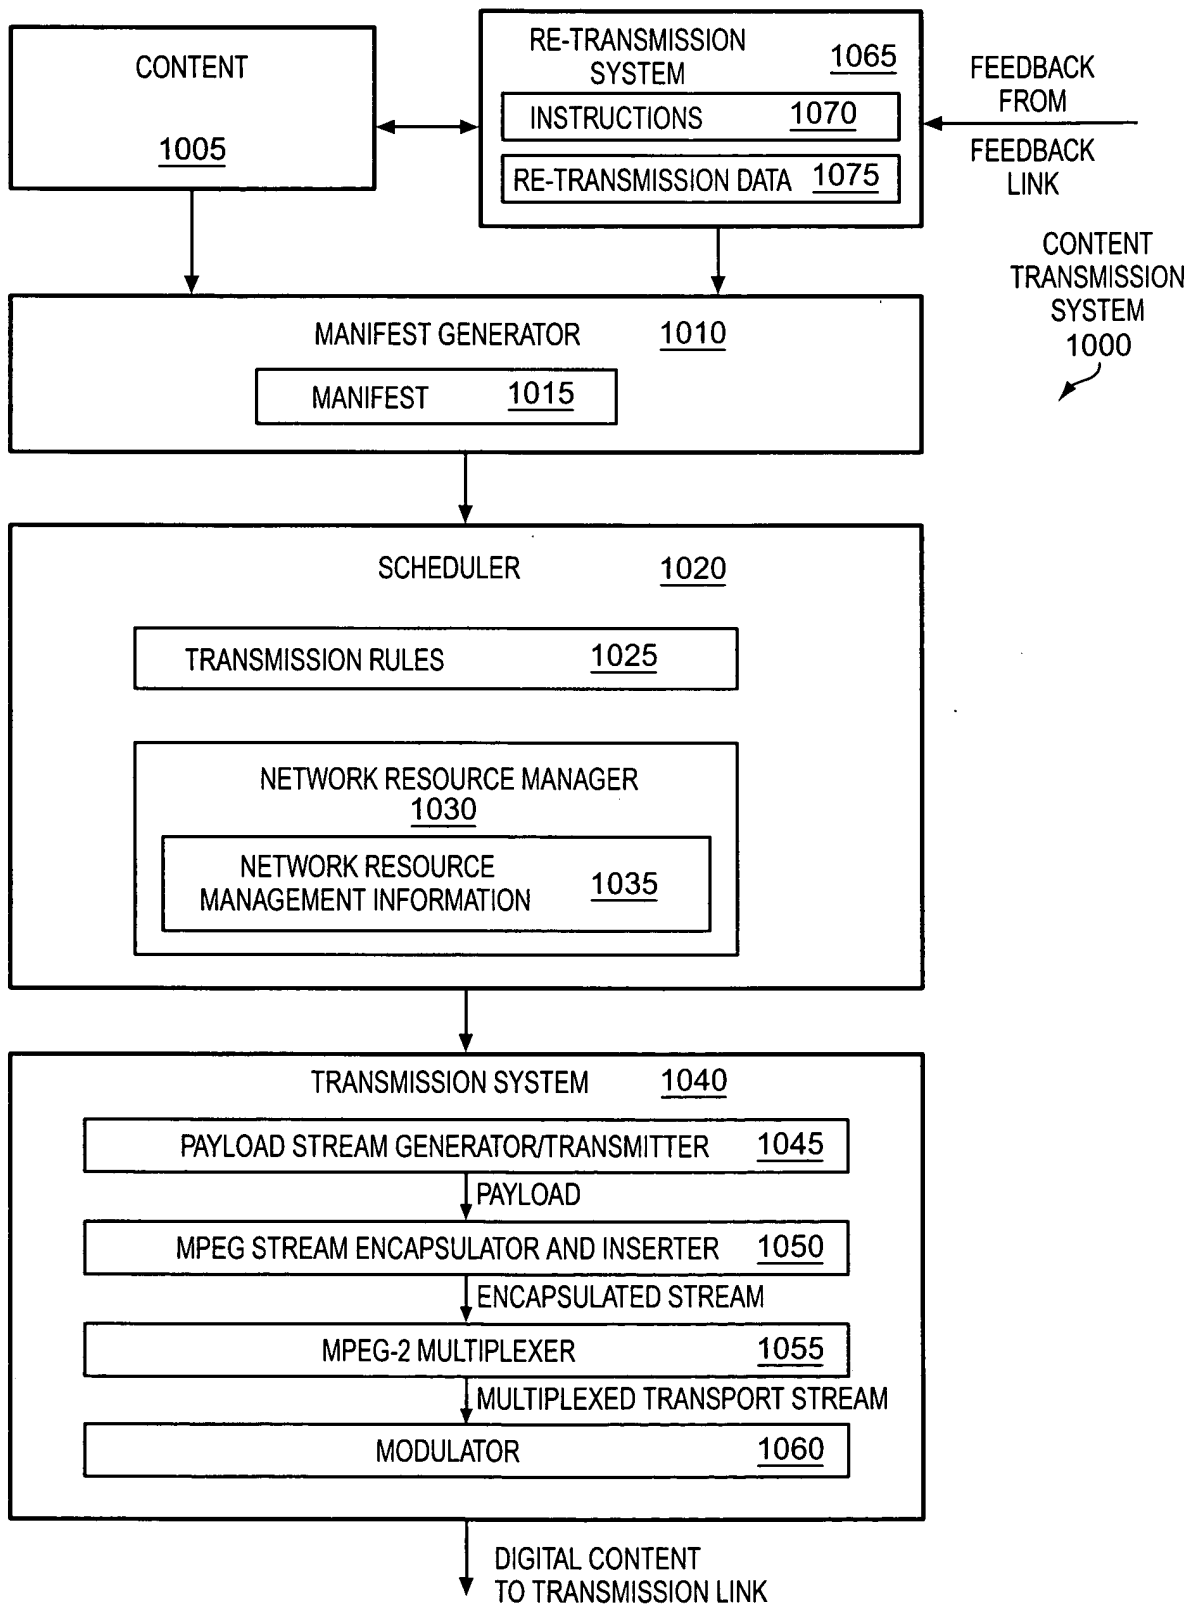 CONTENT
1005
RE-TRANSMISSION
SYSTEM
1065
INSTRUCTIONS 1070
RE-TRANSMISSION DATA 1075
FEEDBACK
FROM
FEEDBACK
LINK
CONTENT
TRANSMISSION
SYSTEM
1000
MANIFEST GENERATOR 1010
MANIFEST 1015
SCHEDULER 1020
TRANSMISSION RULES 1025
NETWORK RESOURCE MANAGER
1030
NETWORK RESOURCE
MANAGEMENT INFORMATION
1035
TRANSMISSION SYSTEM 1040
PAYLOAD STREAM GENERATOR/TRANSMITTER 1045
PAYLOAD
MPEG STREAM ENCAPSULATOR AND INSERTER 1050
ENCAPSULATED STREAM
MPEG-2 MULTIPLEXER 1055
MULTIPLEXED TRANSPORT STREAM
MODULATOR 1060
DIGITAL CONTENT
TO TRANSMISSION LINK